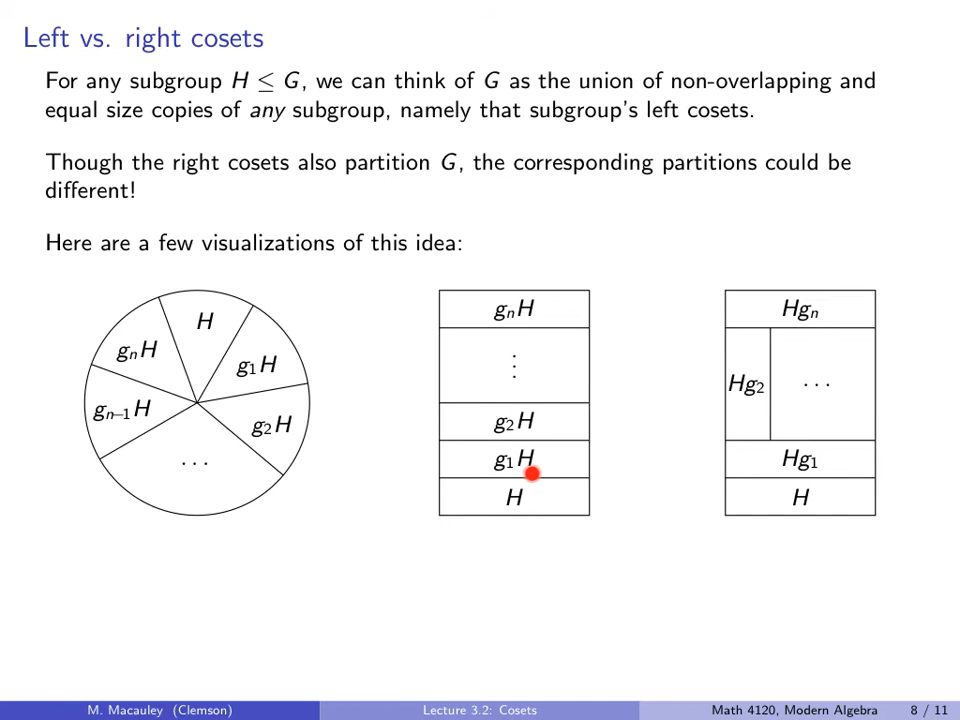 Left vs. right cosets
For any subgroup H ≤ G, we can think of G as the union of non-overlapping and
equal size copies of any subgroup, namely that subgroup's left cosets.
Though the right cosets also partition G, the corresponding partitions could be
different!
Here are a few visualizations of this idea:
H
gₙH
g₁H
gₙ₋₁H
g₂H
· · ·
gₙH
⋮
g₂H
g₁H
H
Hgₙ
Hg₂ · · ·
Hg₁
H
M. Macauley (Clemson) Lecture 3.2: Cosets Math 4120, Modern Algebra 8 / 11